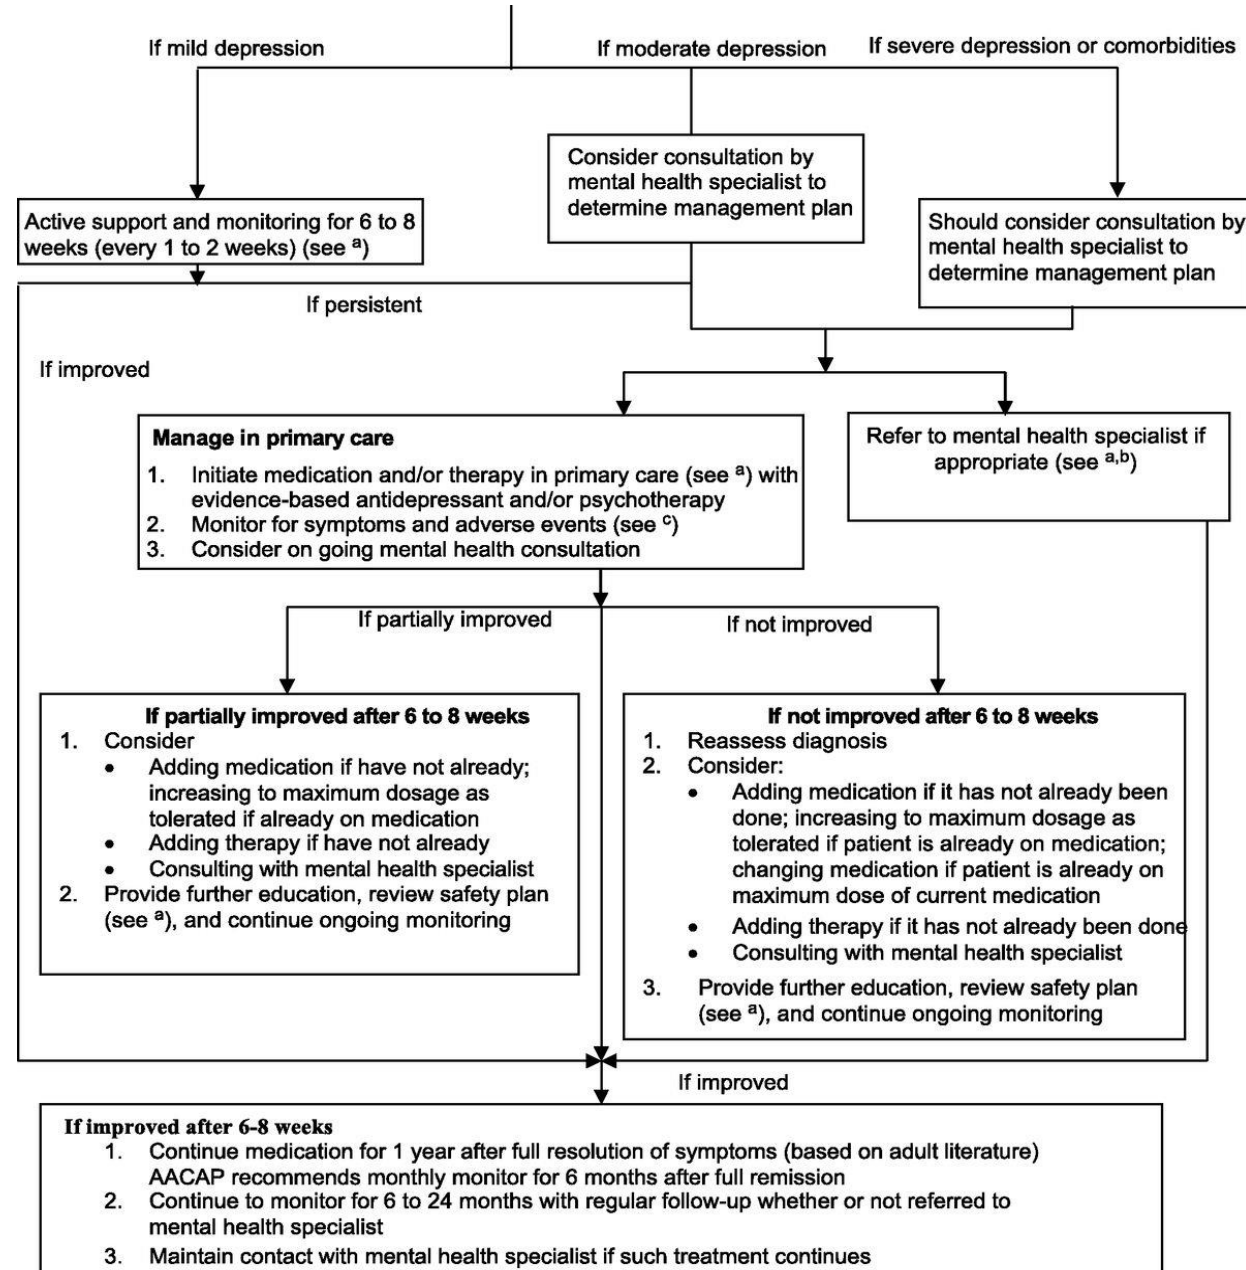 If mild depression
If moderate depression
If severe depression or comorbidities
Consider consultation by
mental health specialist to
determine management plan
Active support and monitoring for 6 to 8
weeks (every 1 to 2 weeks) (see a)
Should consider consultation by
mental health specialist to
determine management plan
If persistent
If improved
Manage in primary care
1. Initiate medication and/or therapy in primary care (see a) with
evidence-based antidepressant and/or psychotherapy
2. Monitor for symptoms and adverse events (see c)
3. Consider on going mental health consultation
Refer to mental health specialist if
appropriate (see a,b)
If partially improved
If not improved
If partially improved after 6 to 8 weeks
1. Consider
• Adding medication if have not already;
increasing to maximum dosage as
tolerated if already on medication
• Adding therapy if have not already
• Consulting with mental health specialist
2. Provide further education, review safety plan
(see a), and continue ongoing monitoring
If not improved after 6 to 8 weeks
1. Reassess diagnosis
2. Consider:
• Adding medication if it has not already been
done; increasing to maximum dosage as
tolerated if patient is already on medication;
changing medication if patient is already on
maximum dose of current medication
• Adding therapy if it has not already been done
• Consulting with mental health specialist
3. Provide further education, review safety plan
(see a), and continue ongoing monitoring
If improved
If improved after 6-8 weeks
1. Continue medication for 1 year after full resolution of symptoms (based on adult literature)
AACAP recommends monthly monitor for 6 months after full remission
2. Continue to monitor for 6 to 24 months with regular follow-up whether or not referred to
mental health specialist
3. Maintain contact with mental health specialist if such treatment continues